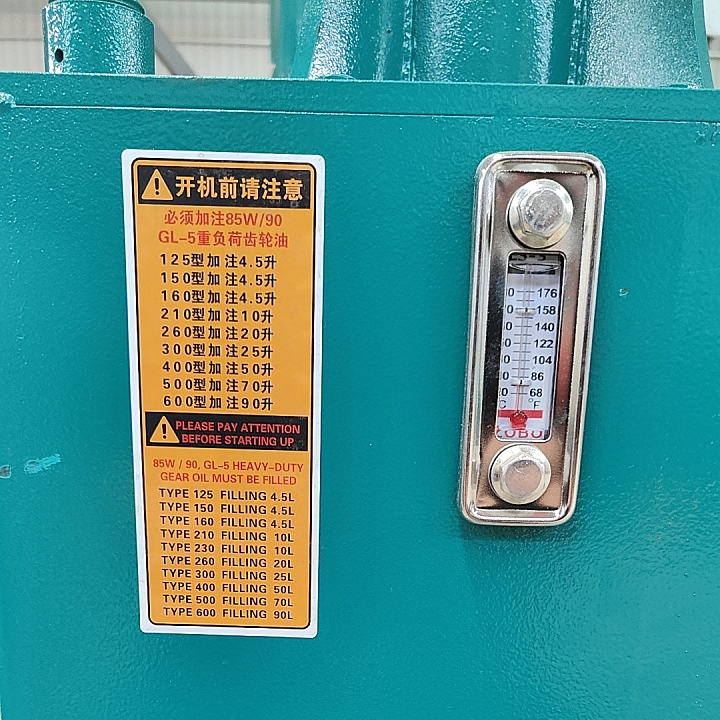 开机前请注意
必须加注85W/90
GL-5重负荷齿轮油
125型加注4.5升
150型加注4.5升
160型加注4.5升
210型加注10升
260型加注20升
300型加注25升
400型加注50升
500型加注70升
600型加注90升
PLEASE PAY ATTENTION
BEFORE STARTING UP
85W / 90, GL-5 HEAVY-DUTY
GEAR OIL MUST BE FILLED
TYPE 125 FILLING 4.5L
TYPE 150 FILLING 4.5L
TYPE 160 FILLING 4.5L
TYPE 210 FILLING 10L
TYPE 230 FILLING 10L
TYPE 260 FILLING 20L
TYPE 300 FILLING 25L
TYPE 400 FILLING 50L
TYPE 500 FILLING 70L
TYPE 600 FILLING 90L
176
158
140
122
104
86
68
C °F